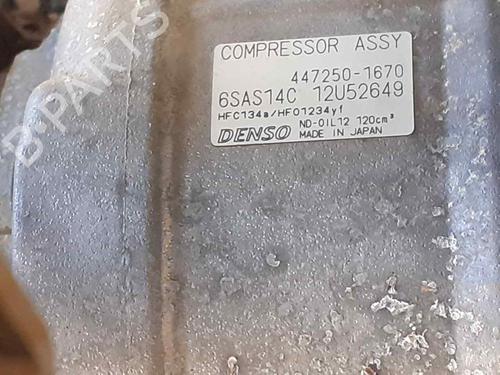 COMPRESSOR ASSY
447250-1670
6SAS14C 12U52649
HFC134a/HFO1234yf
ND-OIL12 120cm³
DENSO MADE IN JAPAN
B-PARTS